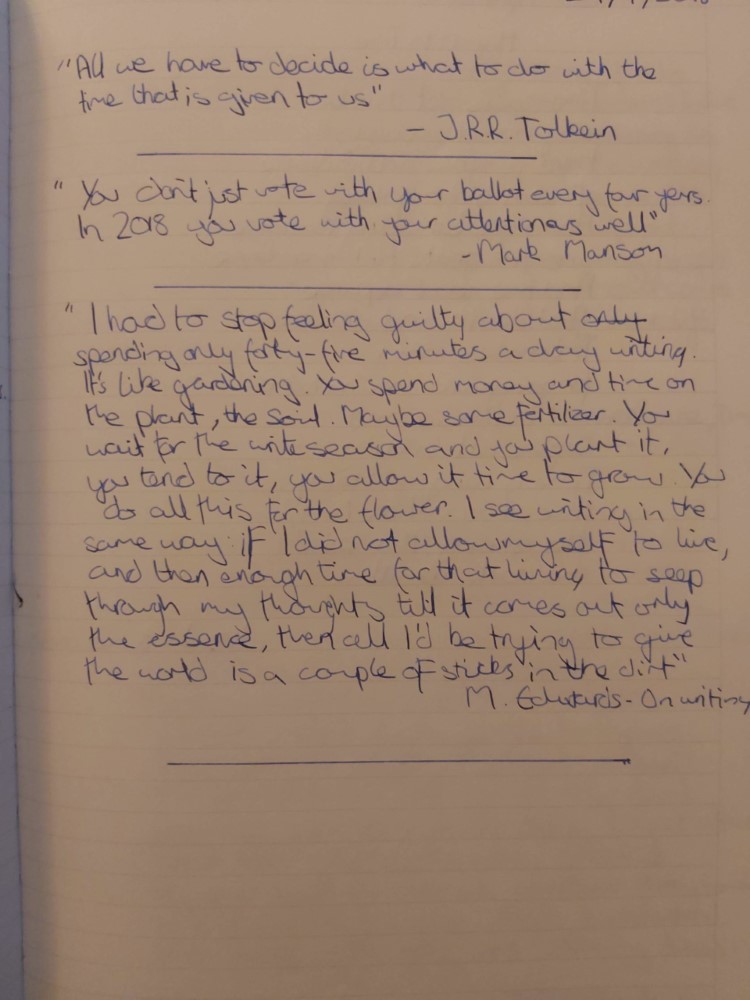 "All we have to decide is what to do with the
time that is given to us"
- J.R.R. Tolkein
" You don't just vote with your ballot every four years.
In 2018 you vote with your attention as well"
- Mark Manson
" I had to stop feeling guilty about only
spending only forty-five minutes a day writing.
It's like gardening. You spend money and time on
the plant, the soul. Maybe some fertilizer. You
wait for the write season and you plant it,
you tend to it, you allow it time to grow. You
do all this for the flower. I see writing in the
same way: if I did not allow myself to live,
and then enough time for that living to seep
through my thoughts till it comes out only
the essence, then all I'd be trying to give
the world is a couple of sticks in the dirt"
M. Edwards - On writing